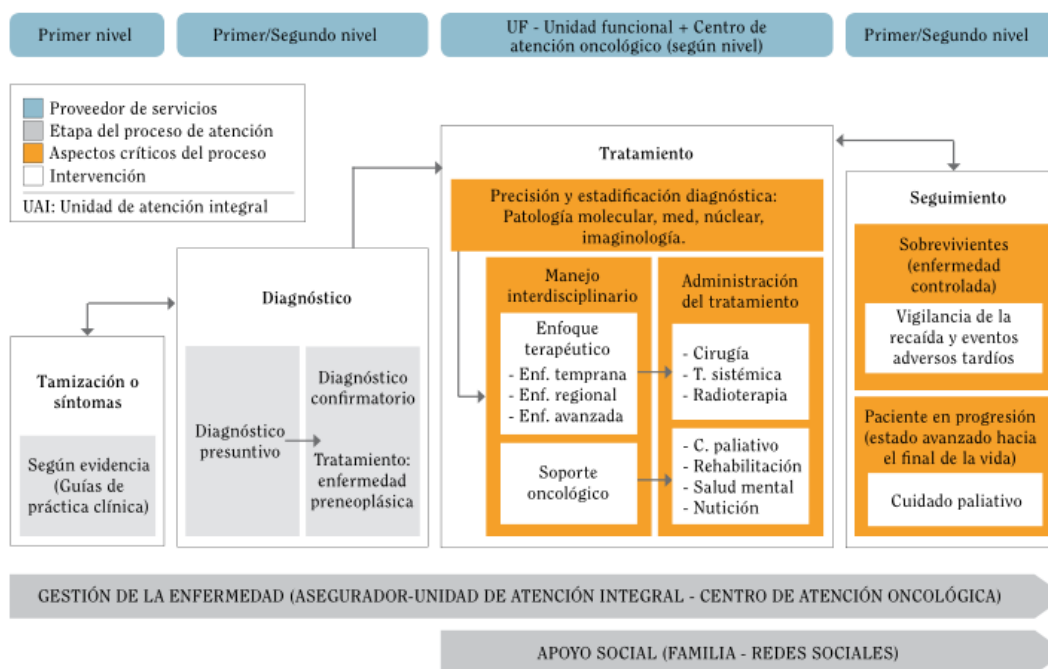 Primer nivel
Primer/Segundo nivel
UF - Unidad funcional + Centro de
atención oncológico (según nivel)
Primer/Segundo nivel
Proveedor de servicios
Etapa del proceso de atención
Aspectos críticos del proceso
Intervención
UAI: Unidad de atención integral
Tamización o
síntomas
Según evidencia
(Guías de
práctica clínica)
Diagnóstico
Diagnóstico
presuntivo
Diagnóstico
confirmatorio
Tratamiento:
enfermedad
preneoplásica
Tratamiento
Precisión y estadificación diagnóstica:
Patología molecular, med, núclear,
imaginología.
Manejo
interdisciplinario
Enfoque
terapéutico
- Enf. temprana
- Enf. regional
- Enf. avanzada
Soporte
oncológico
Administración
del tratamiento
- Cirugía
- T. sistémica
- Radioterapia
- C. paliativo
- Rehabilitación
- Salud mental
- Nutición
Seguimiento
Sobrevivientes
(enfermedad
controlada)
Vigilancia de la
recaída y eventos
adversos tardíos
Paciente en progresión
(estado avanzado hacia
el final de la vida)
Cuidado paliativo
GESTIÓN DE LA ENFERMEDAD (ASEGURADOR-UNIDAD DE ATENCIÓN INTEGRAL - CENTRO DE ATENCIÓN ONCOLÓGICA)
APOYO SOCIAL (FAMILIA - REDES SOCIALES)